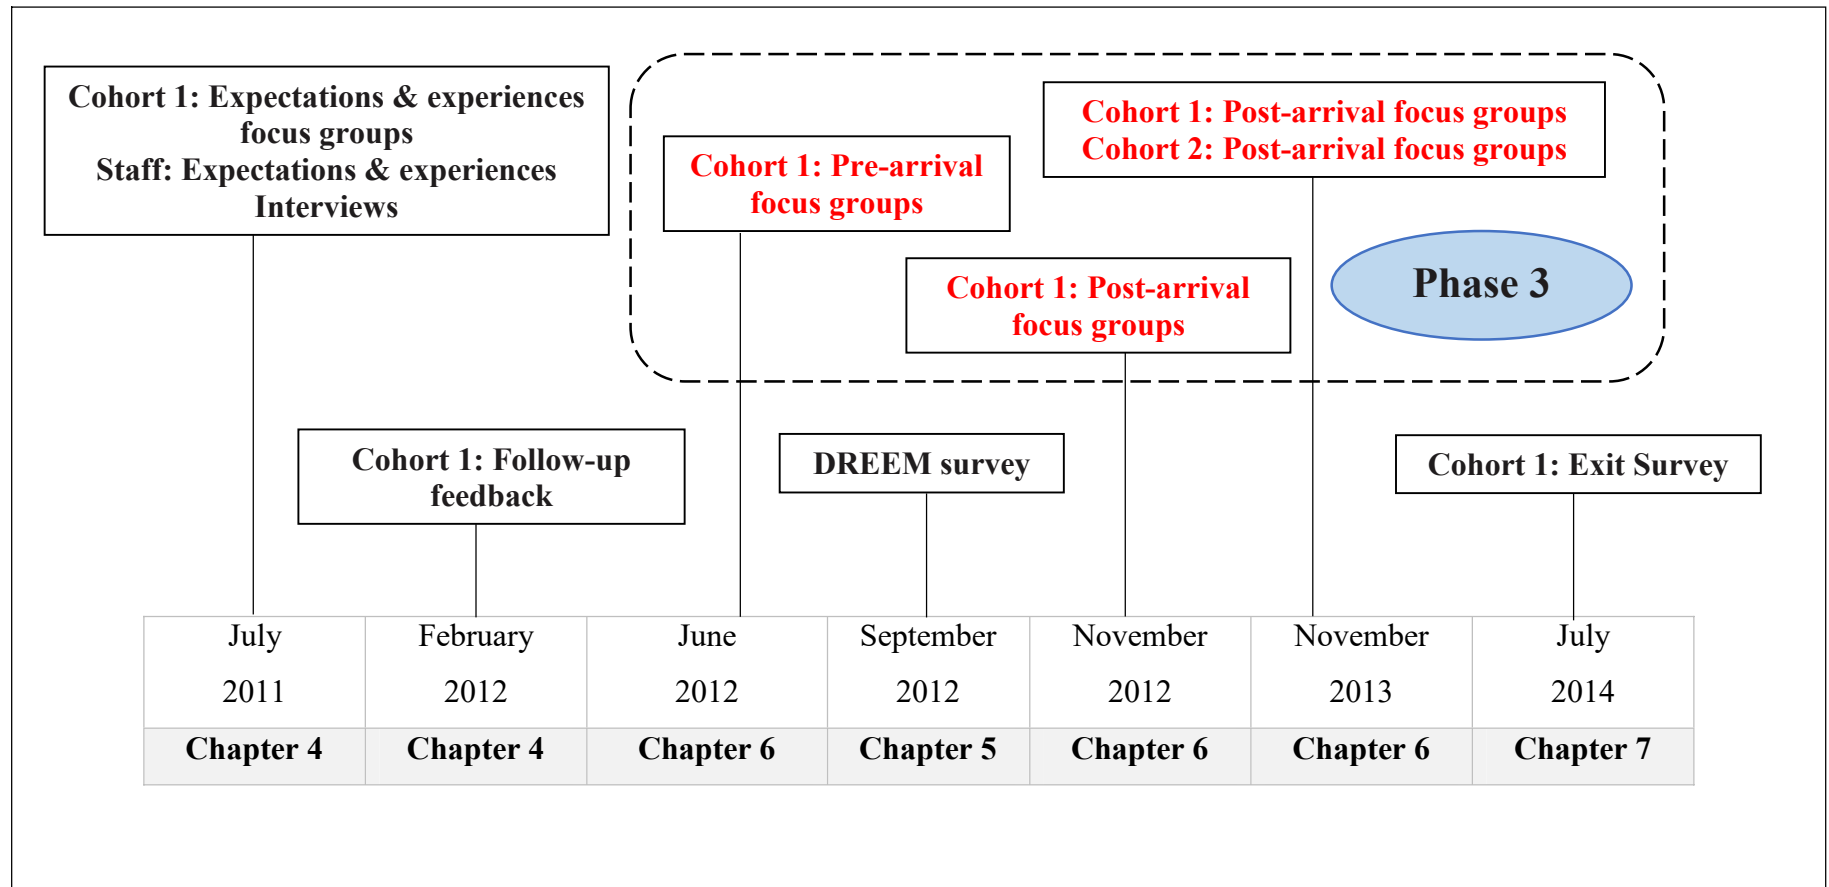 Cohort 1: Expectations & experiences
focus groups
Staff: Expectations & experiences
Interviews
Cohort 1: Pre-arrival
focus groups
Cohort 1: Post-arrival focus groups
Cohort 2: Post-arrival focus groups
Cohort 1: Post-arrival
focus groups
Phase 3
Cohort 1: Follow-up
feedback
DREEM survey
Cohort 1: Exit Survey
July
2011
February
2012
June
2012
September
2012
November
2012
November
2013
July
2014
Chapter 4
Chapter 4
Chapter 6
Chapter 5
Chapter 6
Chapter 6
Chapter 7